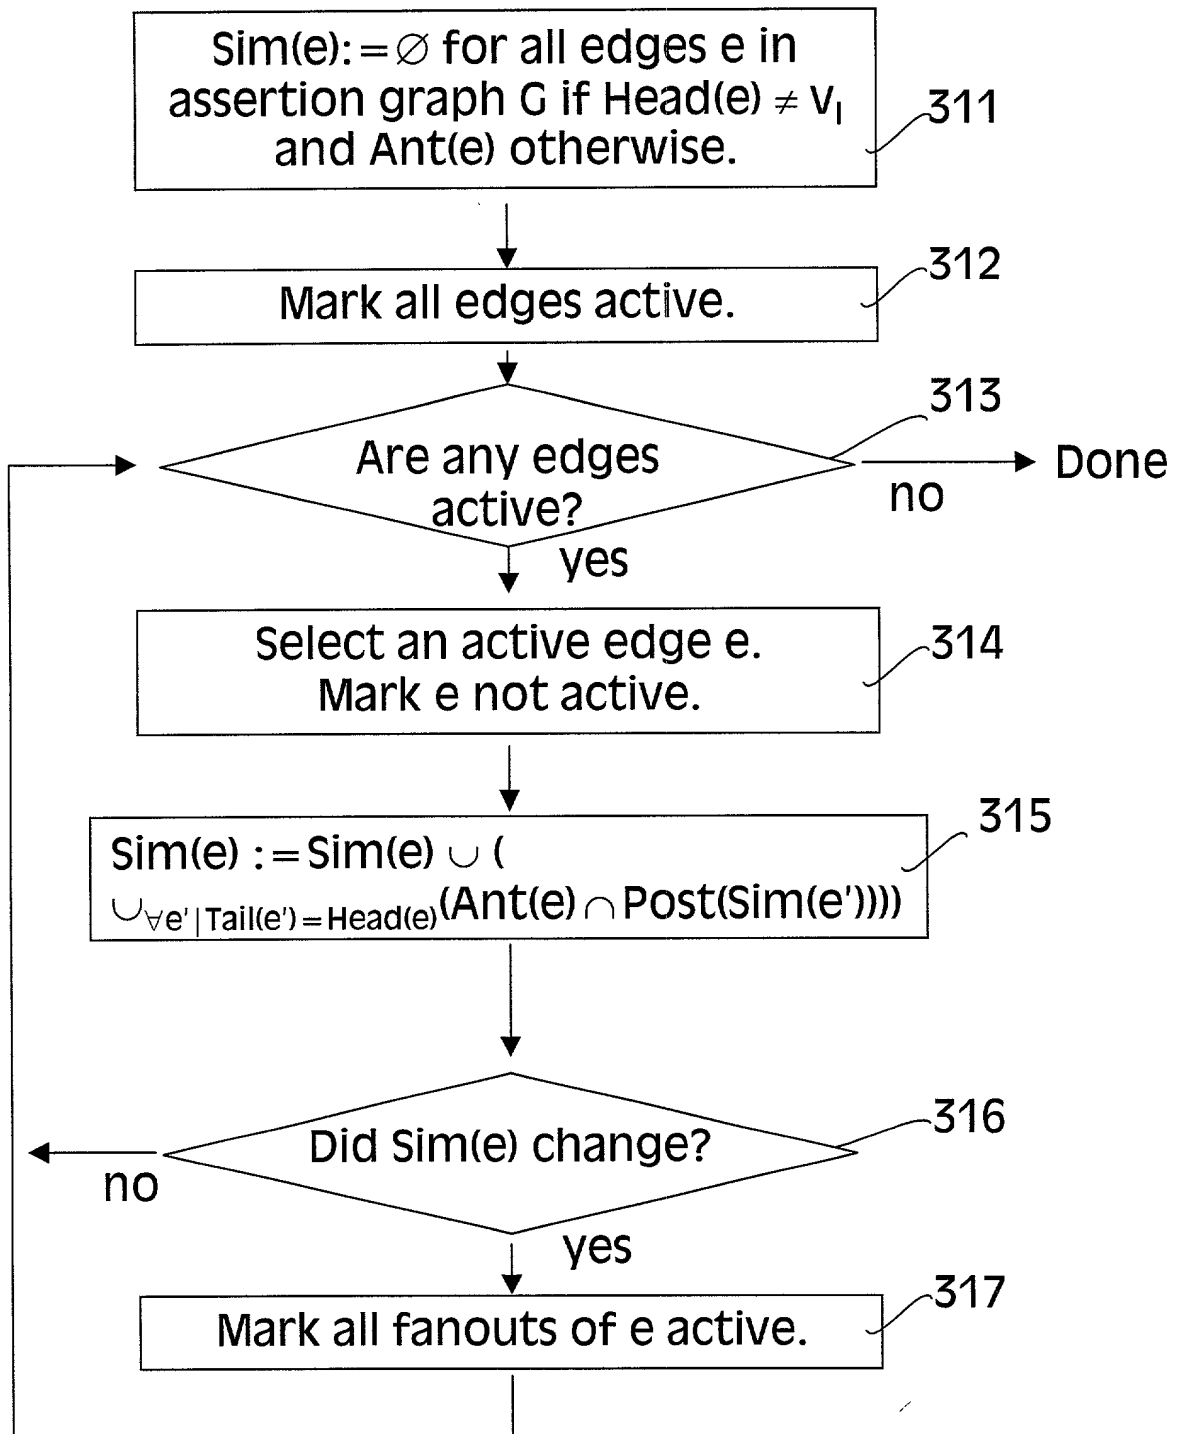 Sim(e):=∅ for all edges e in
assertion graph G if Head(e) ≠ v_I
and Ant(e) otherwise.
311
312
Mark all edges active.
313
Are any edges
active?
Done
no
yes
Select an active edge e.
Mark e not active.
314
315
Sim(e) := Sim(e) ∪ (
∪∀e'|Tail(e')=Head(e)(Ant(e)∩Post(Sim(e'))))
316
Did Sim(e) change?
no
yes
317
Mark all fanouts of e active.